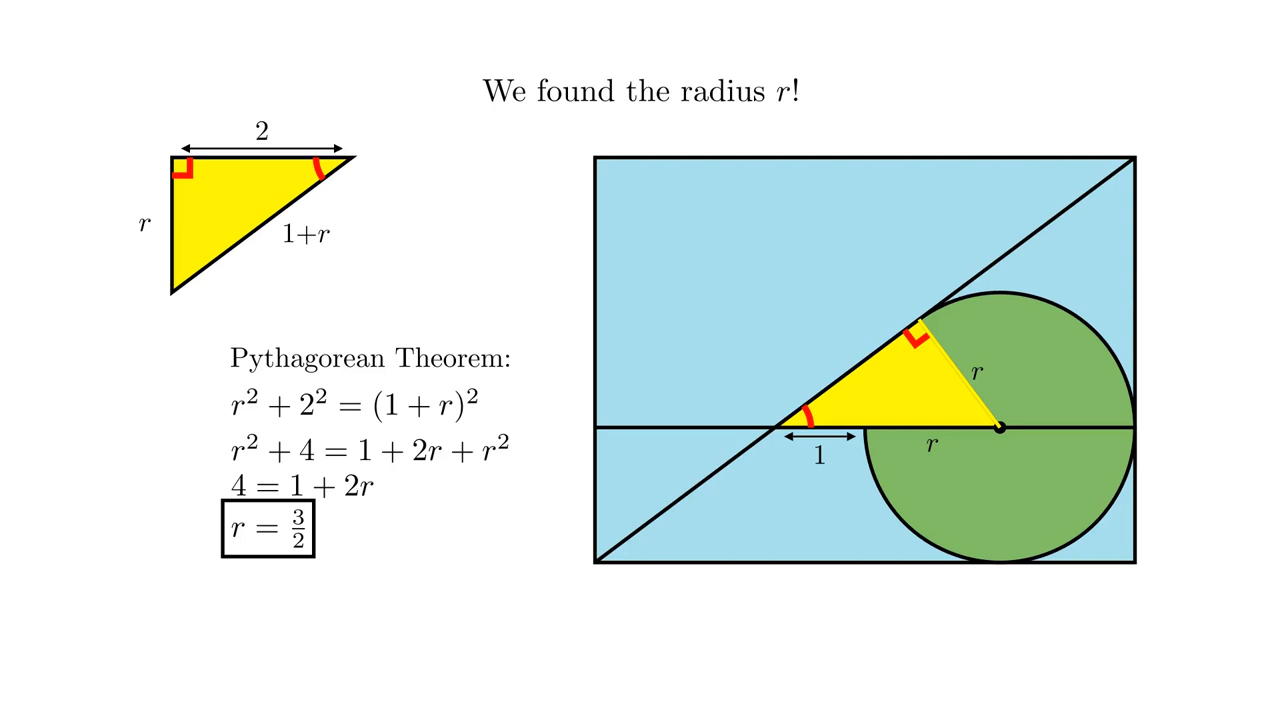 We found the radius r!
2
r
1+r
r
1
r
Pythagorean Theorem:
r² + 2² = (1 + r)²
r² + 4 = 1 + 2r + r²
4 = 1 + 2r
r = 3/2